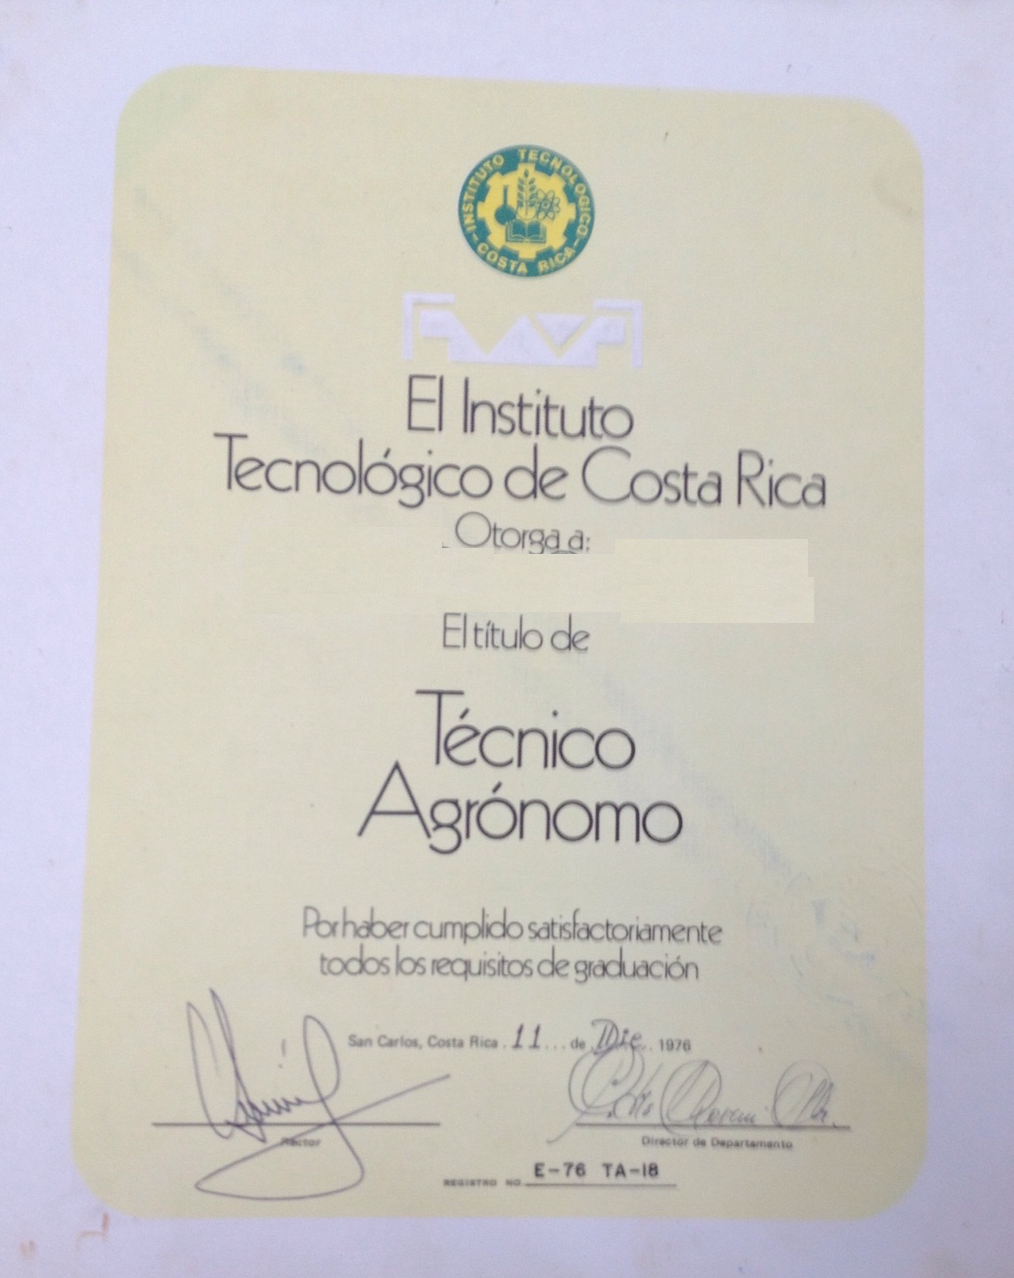 INSTITUTO TECNOLOGICO
COSTA RICA
El Instituto
Tecnológico de Costa Rica
Otorga a:
El título de
Técnico
Agrónomo
Por haber cumplido satisfactoriamente
todos los requisitos de graduación
San Carlos, Costa Rica . 11 ... de Dic. . 1976
Rector
Director de Departamento
REGISTRO NO. E-76 TA-18